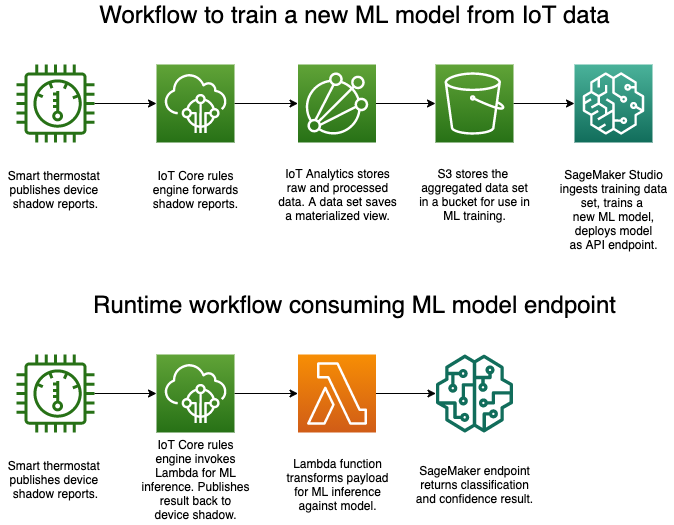 Workflow to train a new ML model from IoT data
Smart thermostat
publishes device
shadow reports.
IoT Core rules
engine forwards
shadow reports.
IoT Analytics stores
raw and processed
data. A data set saves
a materialized view.
S3 stores the
aggregated data set
in a bucket for use in
ML training.
SageMaker Studio
ingests training data
set, trains a
new ML model,
deploys model
as API endpoint.
Runtime workflow consuming ML model endpoint
Smart thermostat
publishes device
shadow reports.
IoT Core rules
engine invokes
Lambda for ML
inference. Publishes
result back to
device shadow.
Lambda function
transforms payload
for ML inference
against model.
SageMaker endpoint
returns classification
and confidence result.